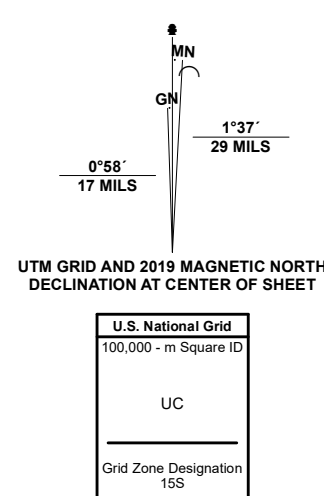 MN
GN
1°37´
29 MILS
0°58´
17 MILS
UTM GRID AND 2019 MAGNETIC NORTH
DECLINATION AT CENTER OF SHEET
U.S. National Grid
100,000 - m Square ID
UC
Grid Zone Designation
15S